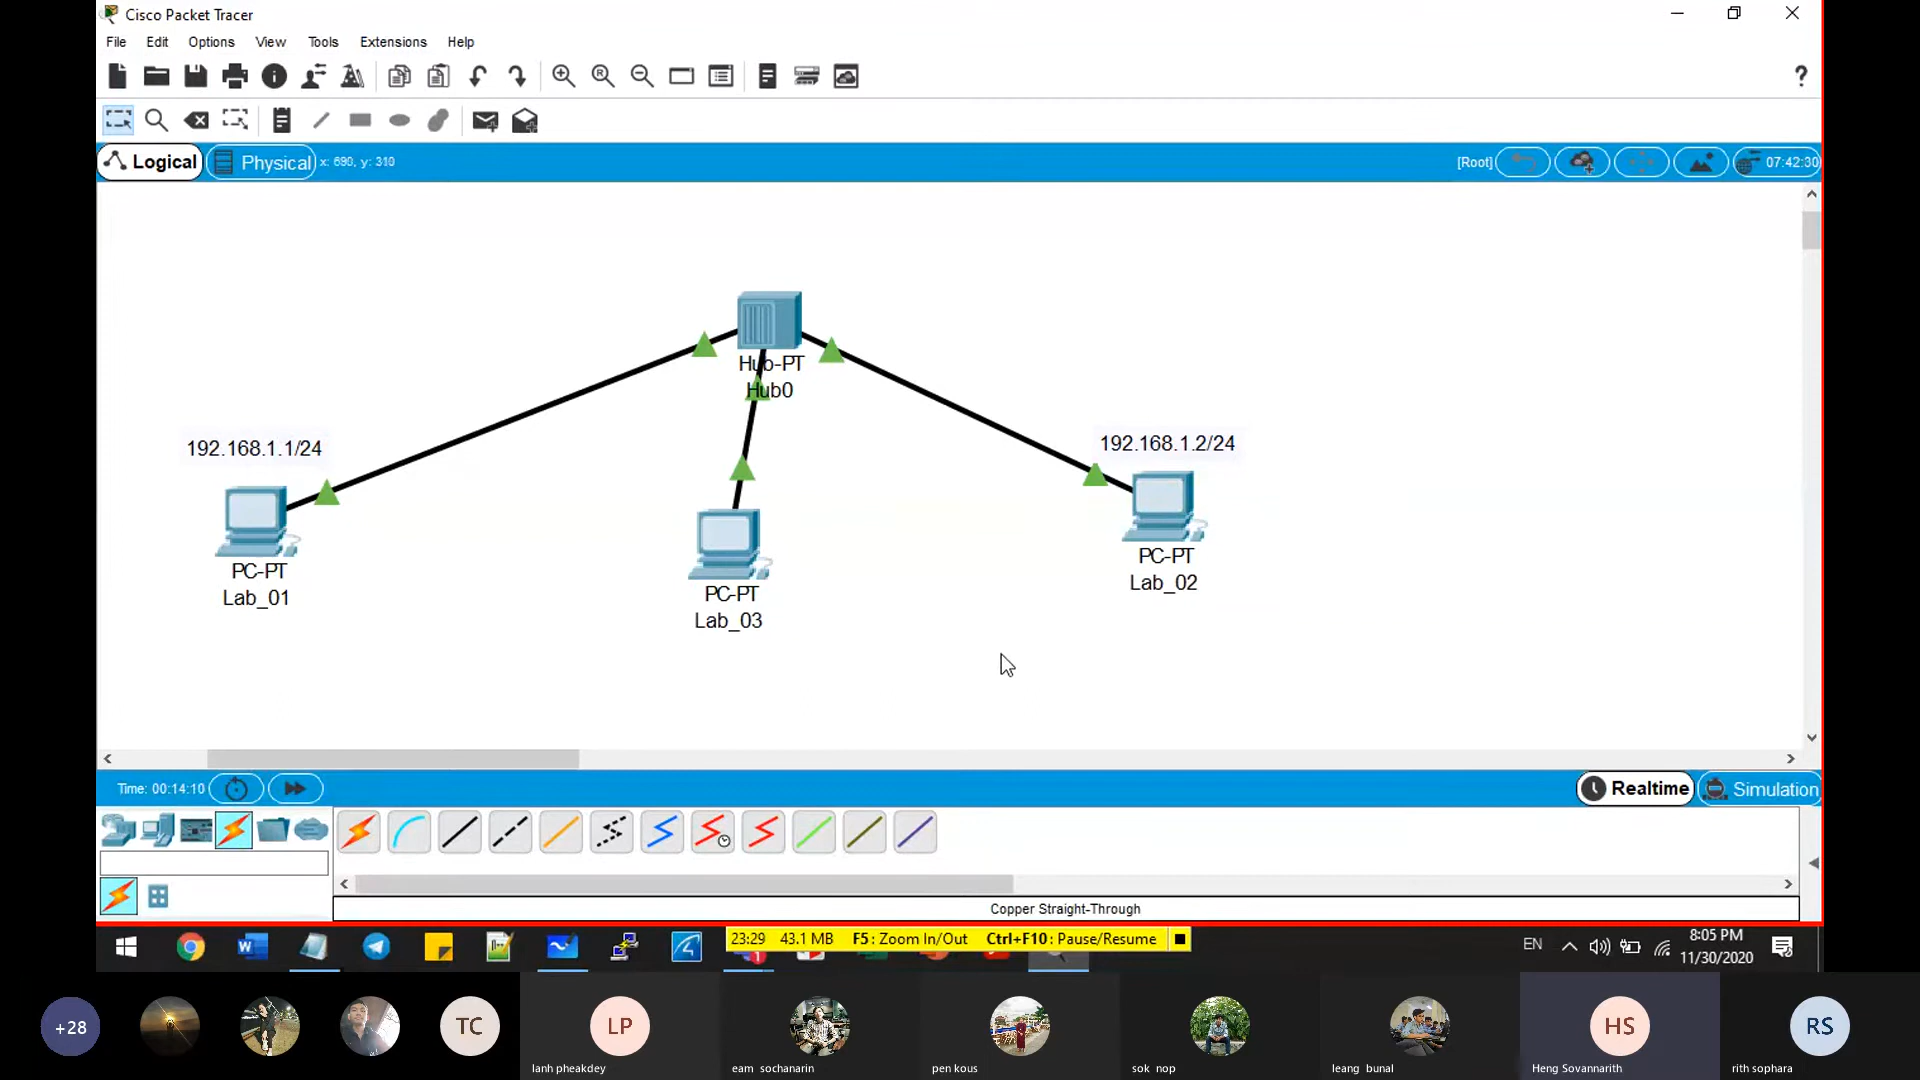 Cisco Packet Tracer
File Edit Options View Tools Extensions Help
?
Logical Physical x: 690, y: 310 [Root] 07:42:30
Hub-PT
Hub0
192.168.1.1/24
192.168.1.2/24
PC-PT
Lab_01
PC-PT
Lab_02
PC-PT
Lab_03
Time: 00:14:10 Realtime Simulation
Copper Straight-Through
23:29 43.1 MB F5: Zoom In/Out Ctrl+F10: Pause/Resume
EN
8:05 PM
11/30/2020
+28 TC LP HS RS
lanh pheakdey eam sochanarin pen kous sok nop leang bunal Heng Sovannarith rith sophara